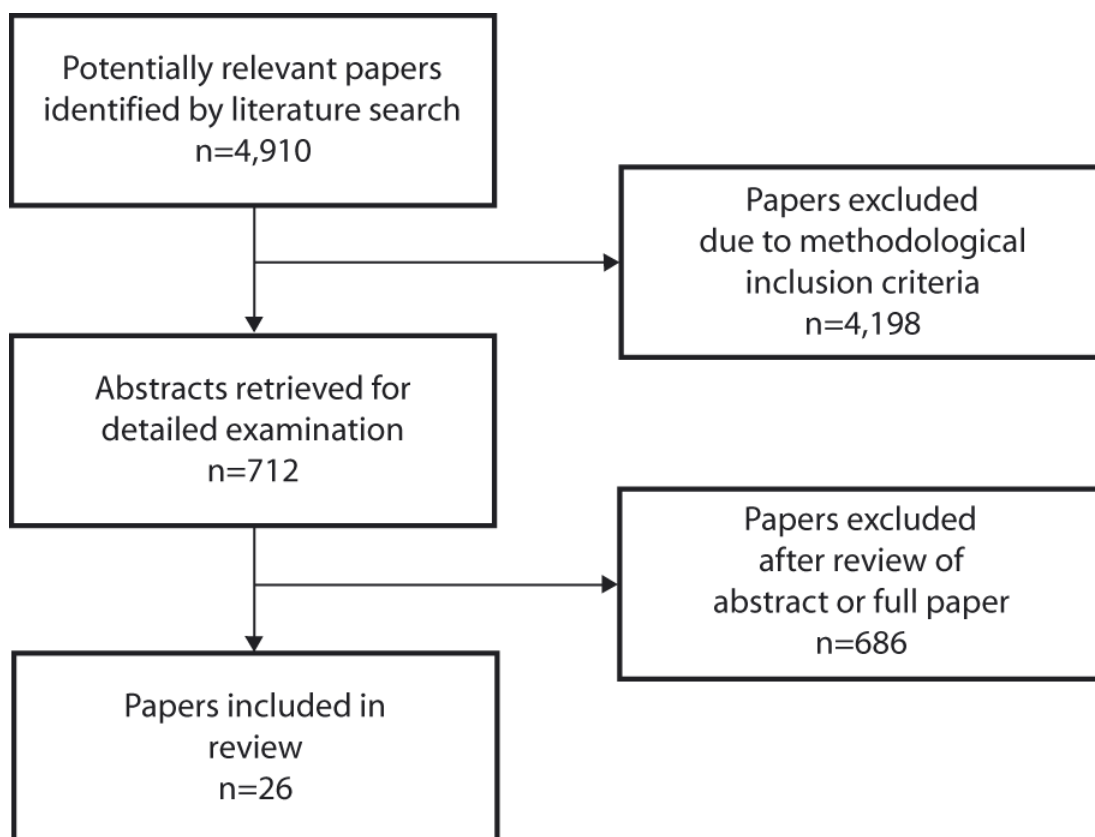 Potentially relevant papers
identified by literature search
n=4,910
Papers excluded
due to methodological
inclusion criteria
n=4,198
Abstracts retrieved for
detailed examination
n=712
Papers excluded
after review of
abstract or full paper
n=686
Papers included in
review
n=26